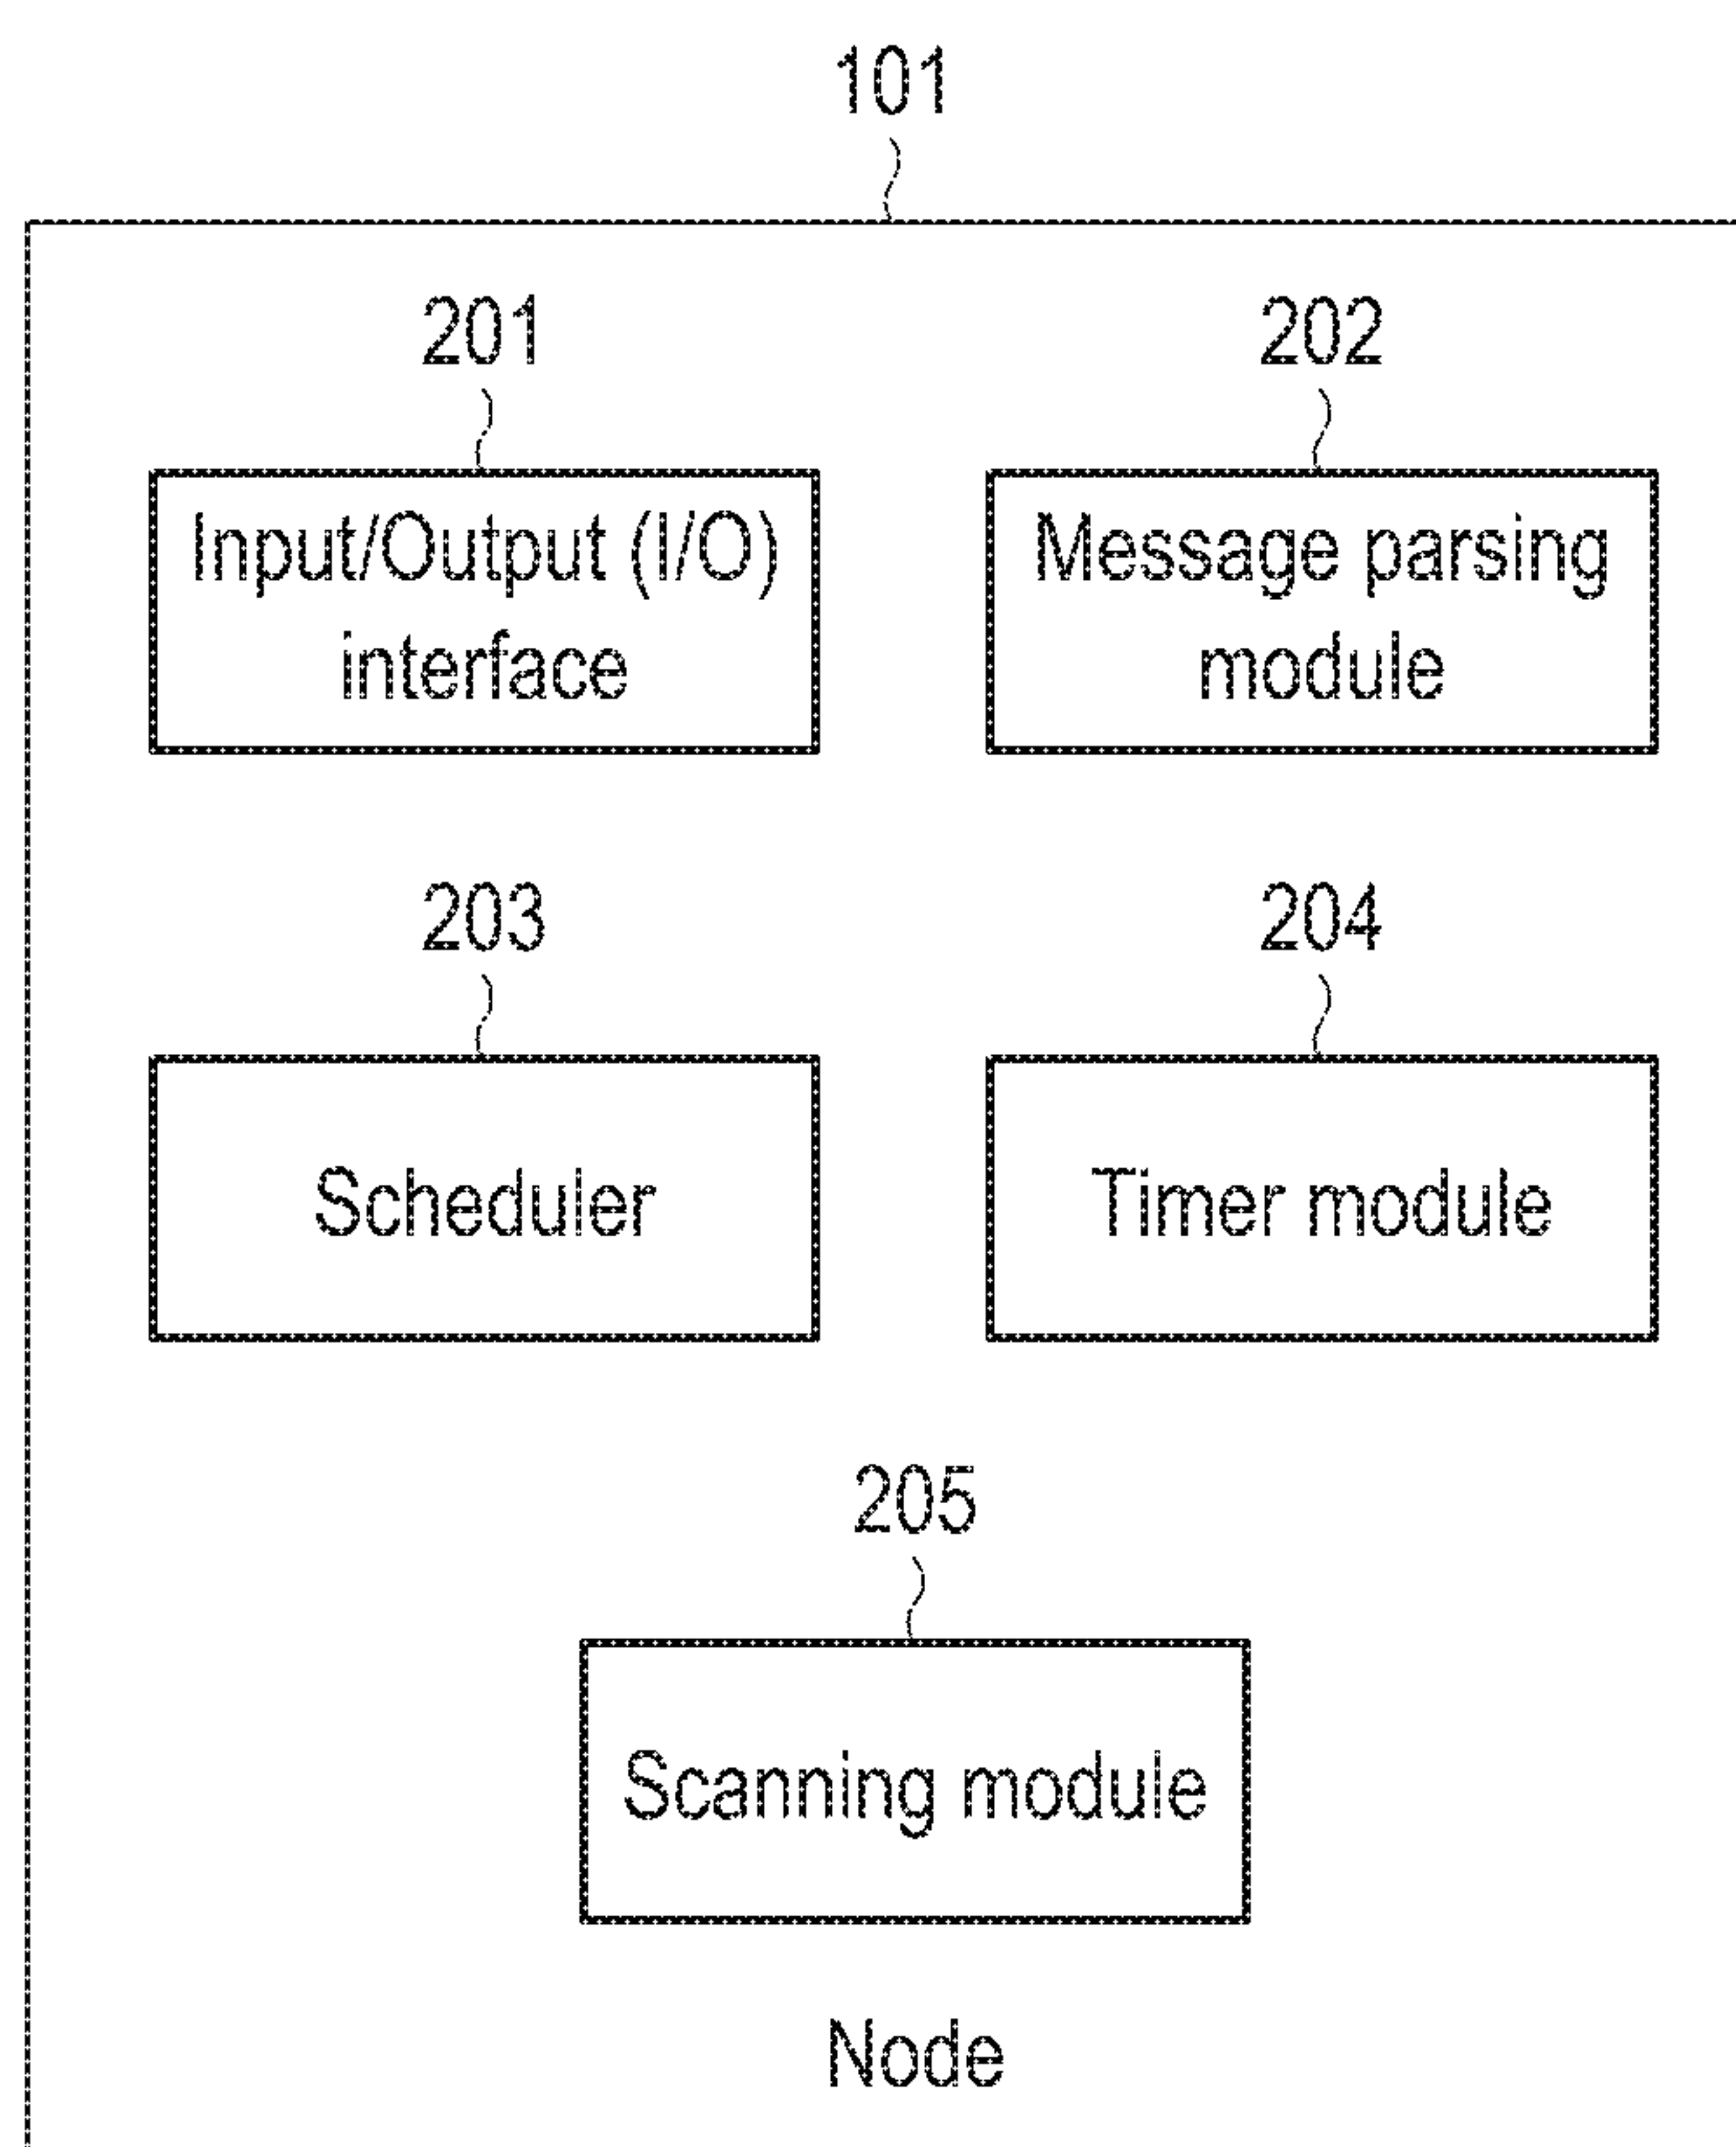 101
201
202
Input/Output (I/O)
interface
Message parsing
module
203
204
Scheduler
Timer module
205
Scanning module
Node